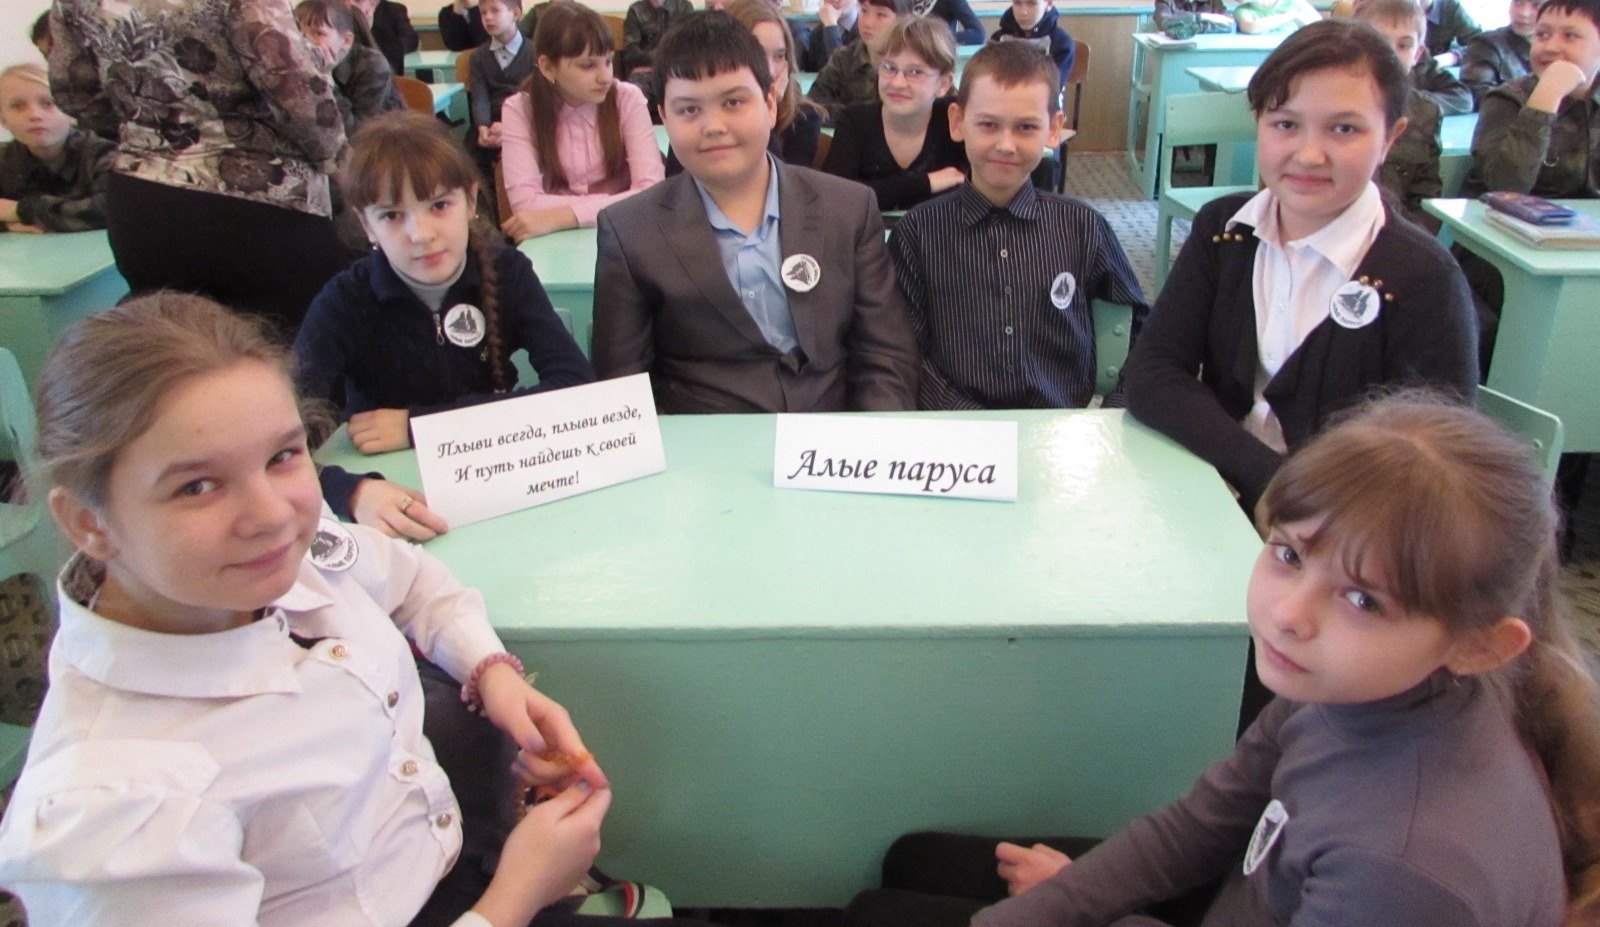 Плыви всегда, плыви везде,
И путь найдешь к своей
мечте!
Алые паруса